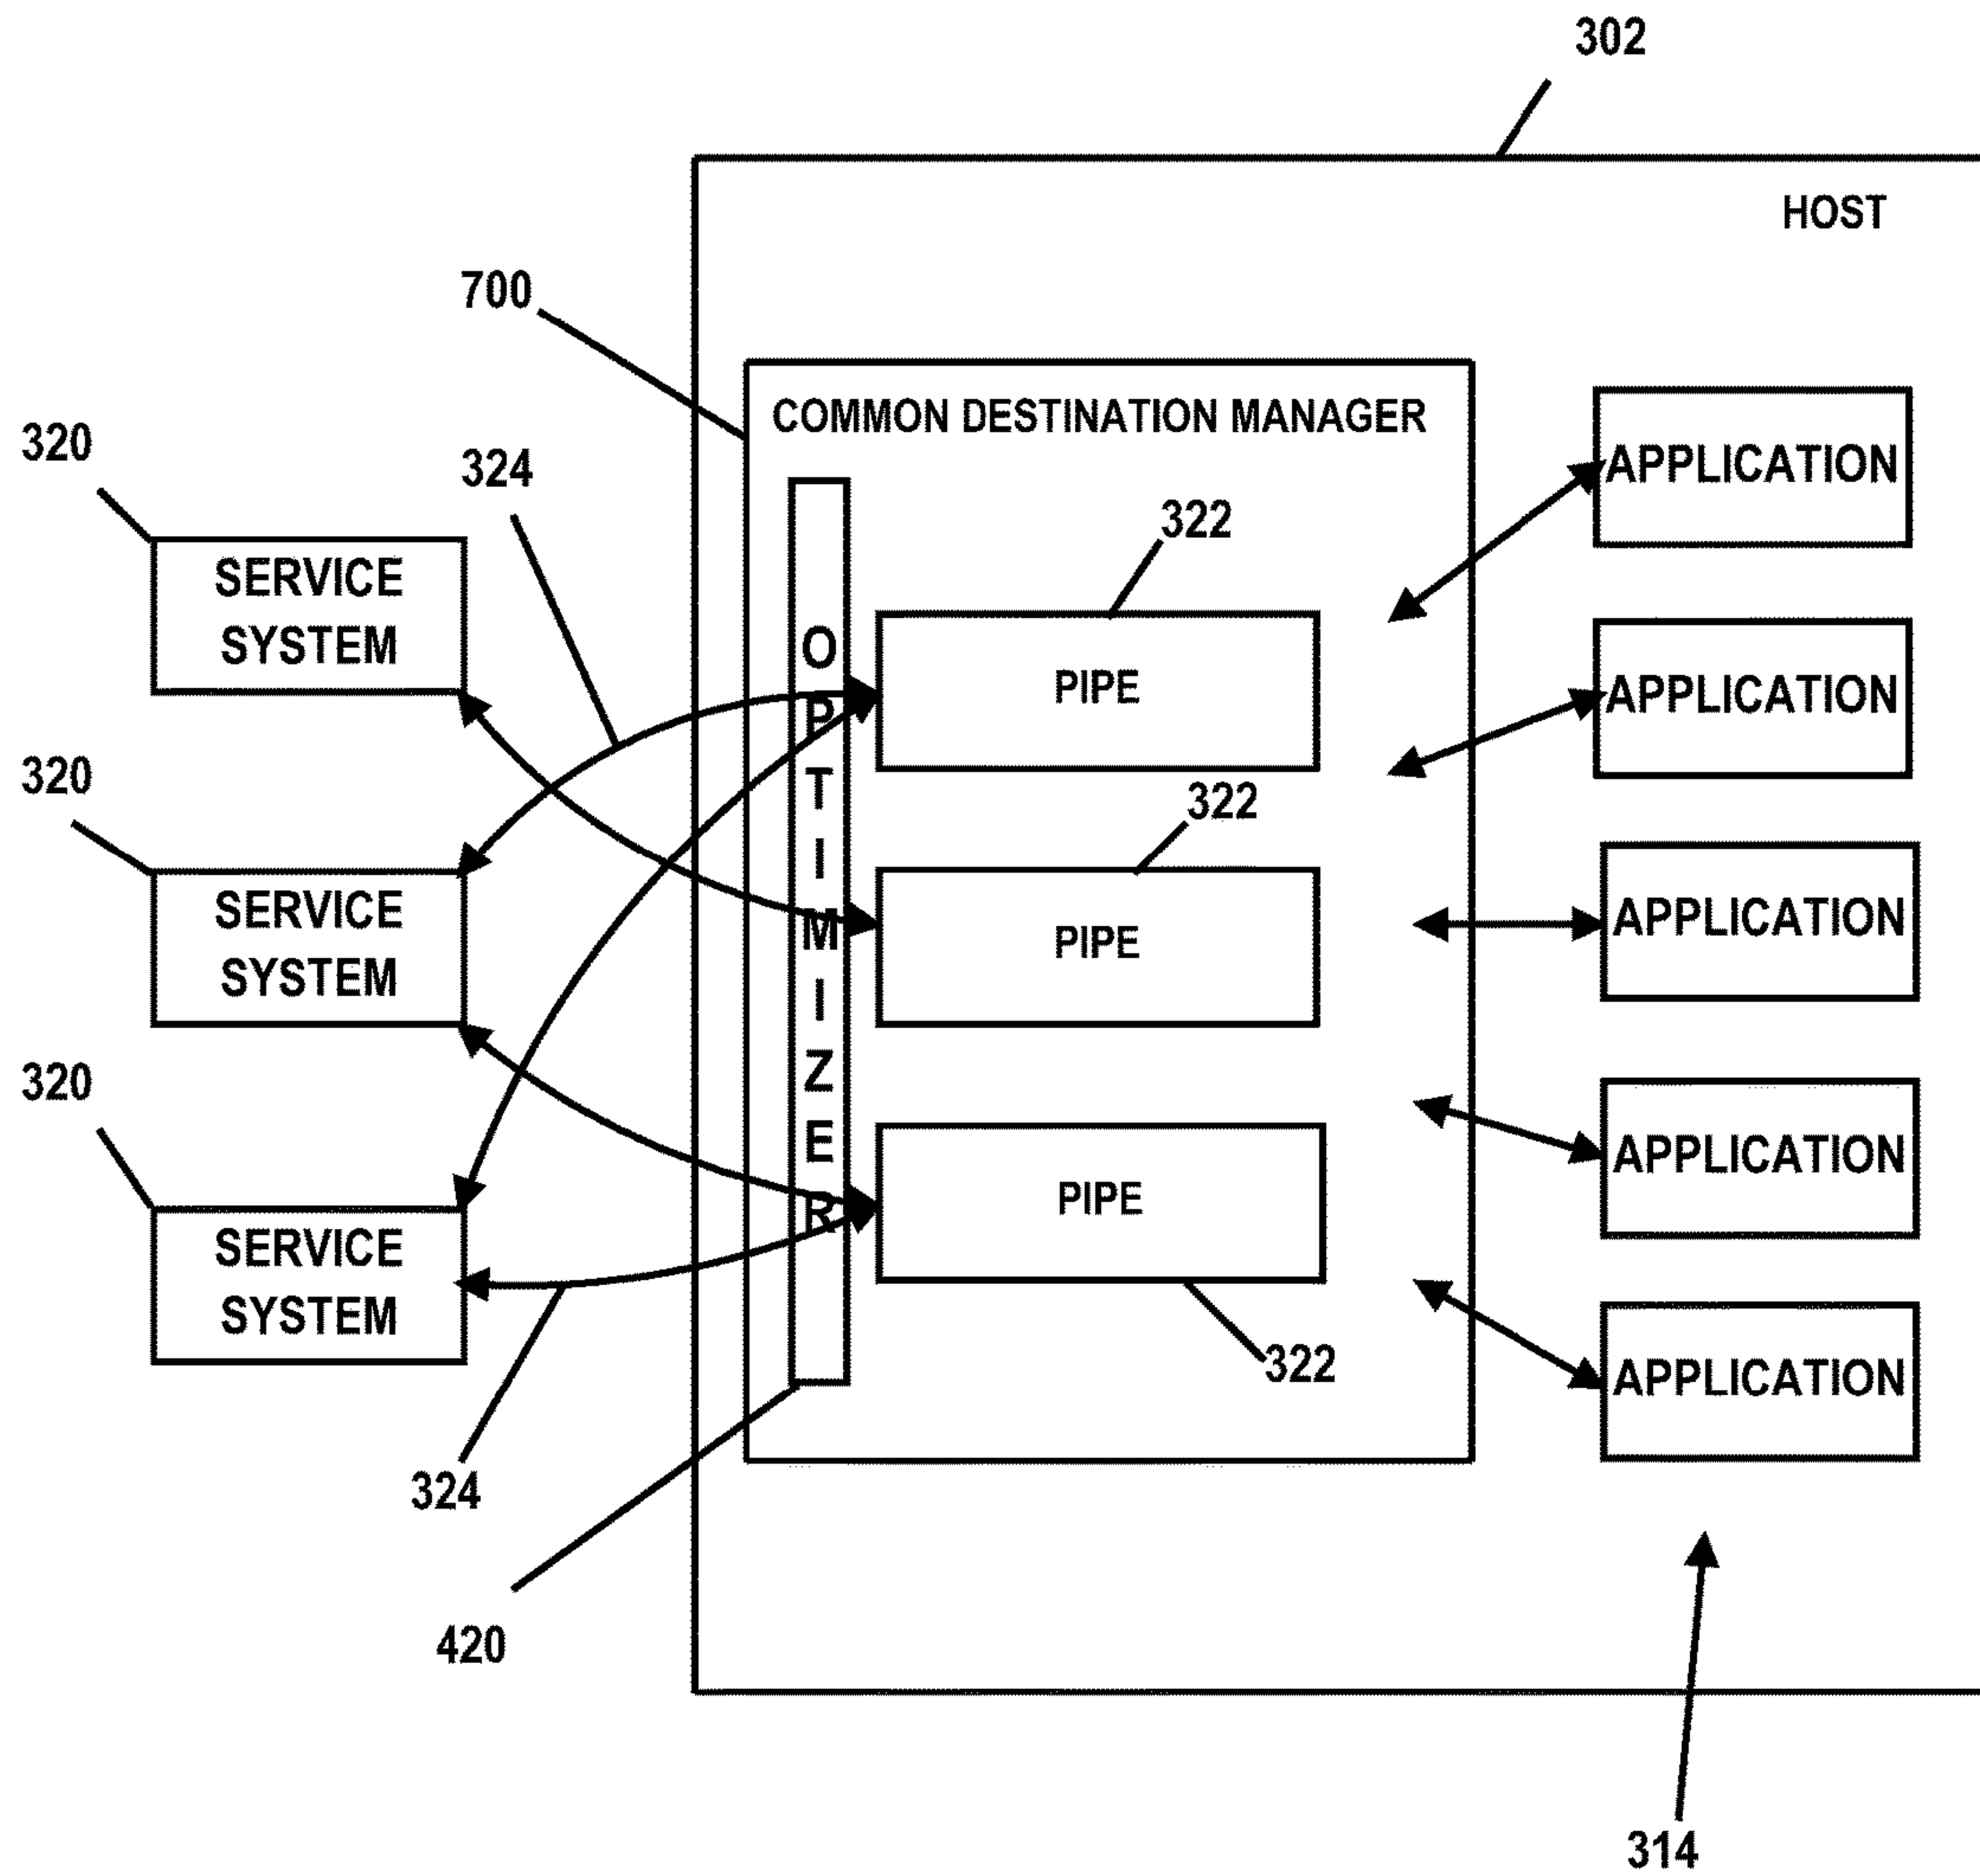 302
HOST
700
COMMON DESTINATION MANAGER
320
324
SERVICE
SYSTEM
320
SERVICE
SYSTEM
320
SERVICE
SYSTEM
324
420
OPTIMIZER
322
PIPE
322
PIPE
PIPE
322
APPLICATION
APPLICATION
APPLICATION
APPLICATION
APPLICATION
314